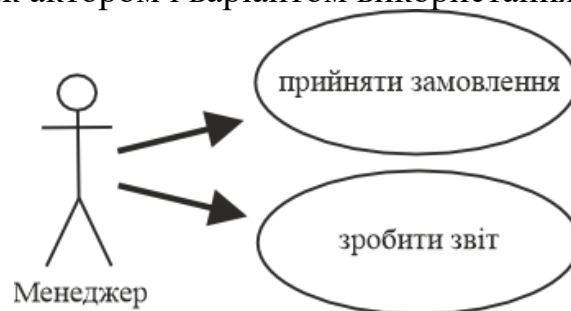 актором і варіантом використання
прийняти замовлення
зробити звіт
Менеджер